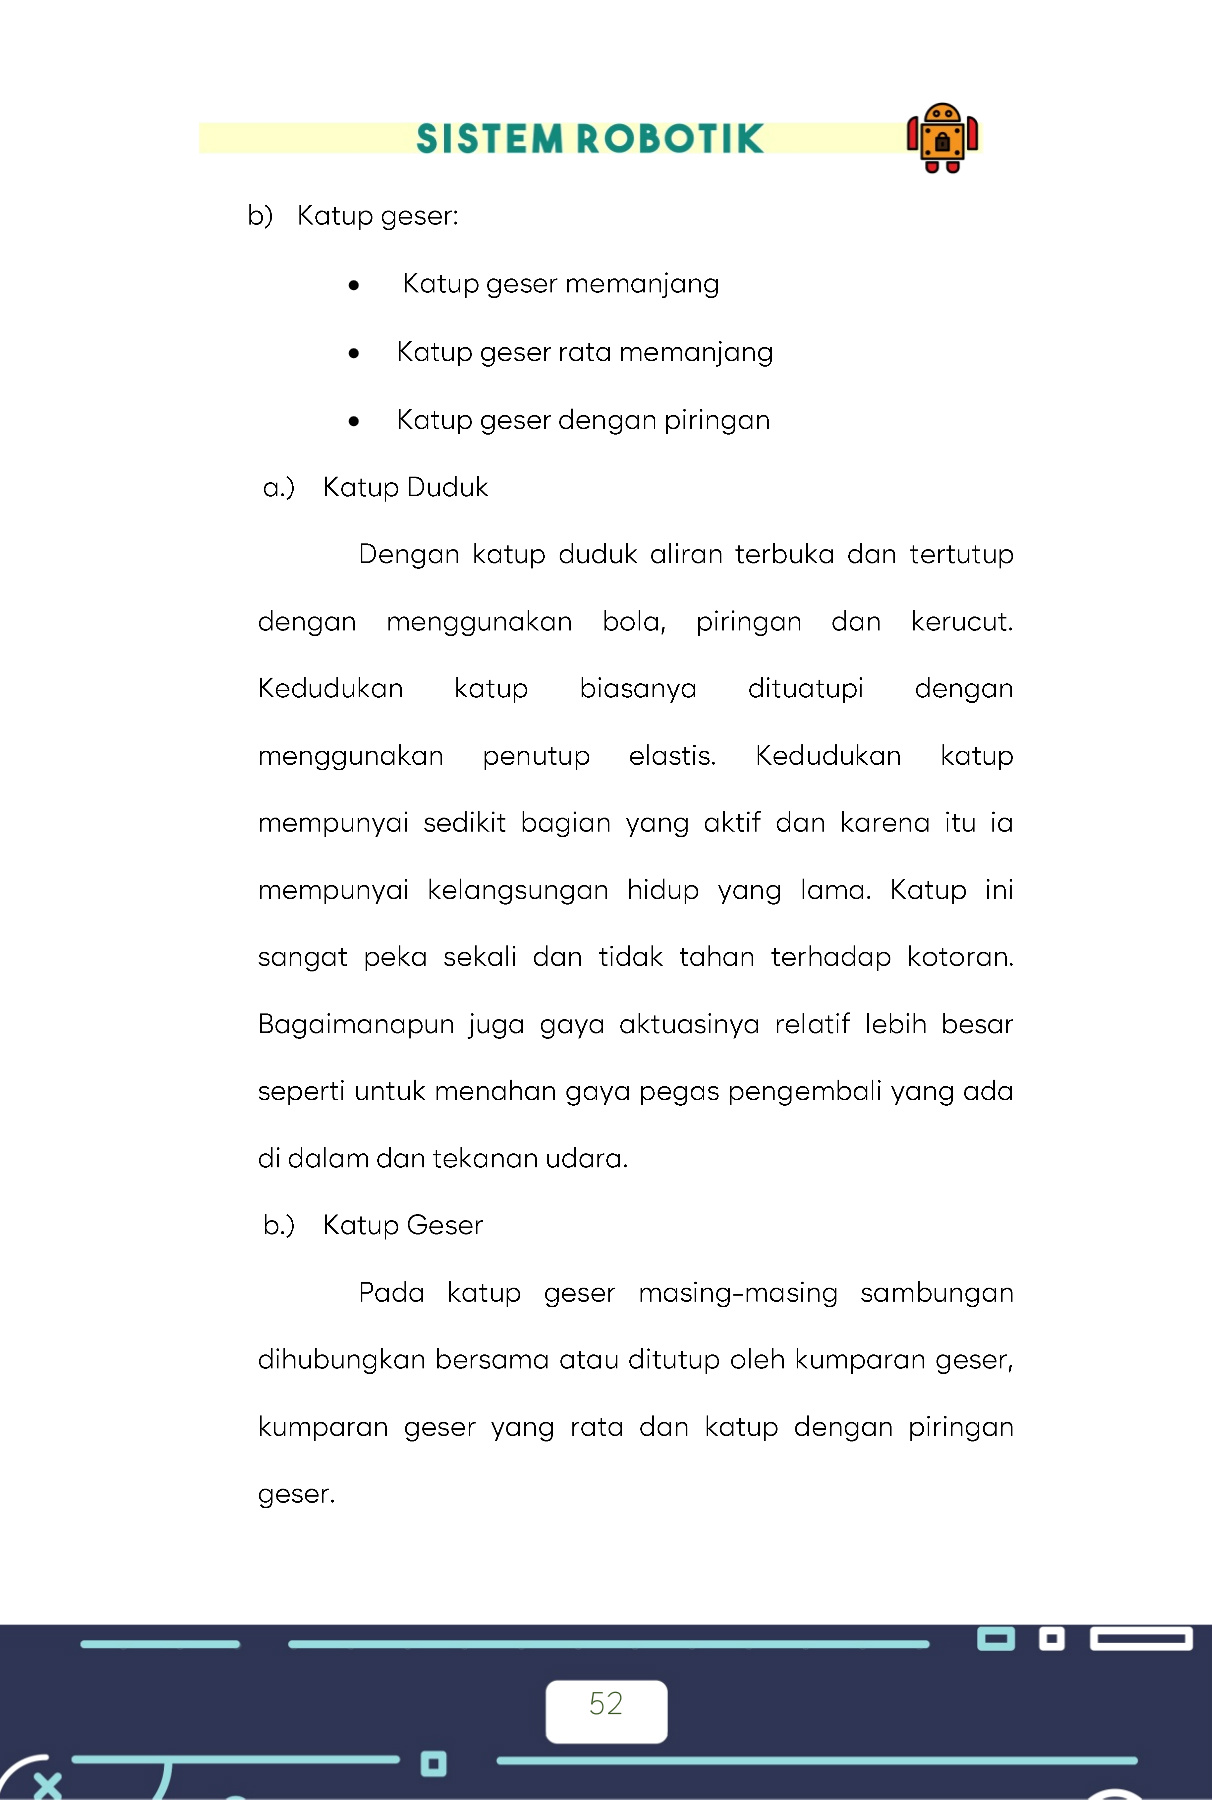 SISTEM ROBOTIK
b) Katup geser:
• Katup geser memanjang
• Katup geser rata memanjang
• Katup geser dengan piringan
a.) Katup Duduk
Dengan katup duduk aliran terbuka dan tertutup
dengan menggunakan bola, piringan dan kerucut.
Kedudukan katup biasanya dituatupi dengan
menggunakan penutup elastis. Kedudukan katup
mempunyai sedikit bagian yang aktif dan karena itu ia
mempunyai kelangsungan hidup yang lama. Katup ini
sangat peka sekali dan tidak tahan terhadap kotoran.
Bagaimanapun juga gaya aktuasinya relatif lebih besar
seperti untuk menahan gaya pegas pengembali yang ada
di dalam dan tekanan udara.
b.) Katup Geser
Pada katup geser masing-masing sambungan
dihubungkan bersama atau ditutup oleh kumparan geser,
kumparan geser yang rata dan katup dengan piringan
geser.
52